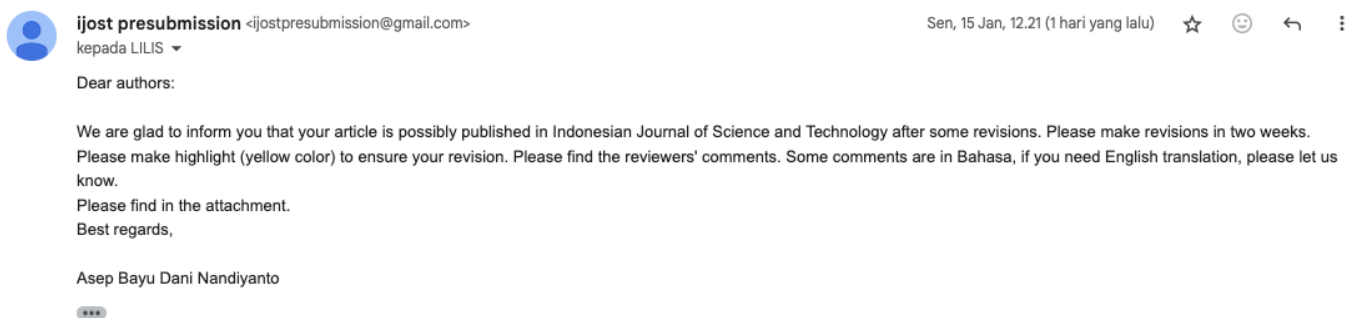 ijost presubmission <ijostpresubmission@gmail.com>
Sen, 15 Jan, 12.21 (1 hari yang lalu)
kepada LILIS
Dear authors:
We are glad to inform you that your article is possibly published in Indonesian Journal of Science and Technology after some revisions. Please make revisions in two weeks.
Please make highlight (yellow color) to ensure your revision. Please find the reviewers' comments. Some comments are in Bahasa, if you need English translation, please let us
know.
Please find in the attachment.
Best regards,
Asep Bayu Dani Nandiyanto